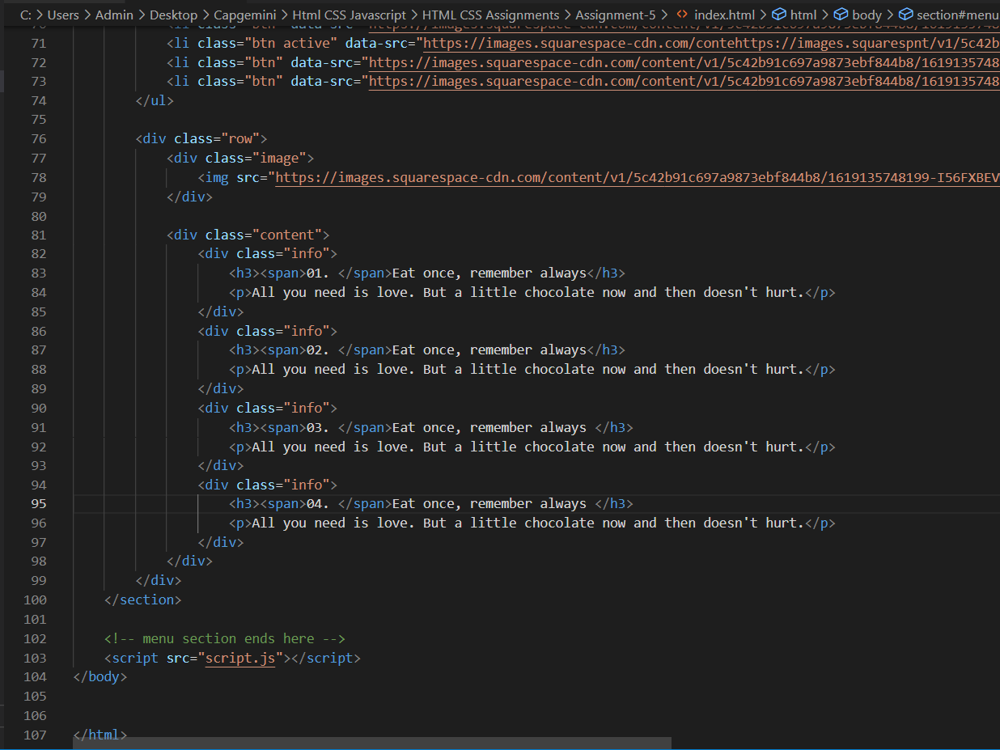 C: > Users > Admin > Desktop > Capgemini > Html CSS Javascript > HTML CSS Assignments > Assignment-5 > <> index.html > html > body > section#menu
71 <li class="btn active" data-src="https://images.squarespace-cdn.com/contehttps://images.squarespnt/v1/5c42b
72 <li class="btn" data-src="https://images.squarespace-cdn.com/content/v1/5c42b91c697a9873ebf844b8/1619135748
73 <li class="btn" data-src="https://images.squarespace-cdn.com/content/v1/5c42b91c697a9873ebf844b8/1619135748
74 </ul>
75
76 <div class="row">
77 <div class="image">
78 <img src="https://images.squarespace-cdn.com/content/v1/5c42b91c697a9873ebf844b8/1619135748199-I56FXBEV
79 </div>
80
81 <div class="content">
82 <div class="info">
83 <h3><span>01. </span>Eat once, remember always</h3>
84 <p>All you need is love. But a little chocolate now and then doesn't hurt.</p>
85 </div>
86 <div class="info">
87 <h3><span>02. </span>Eat once, remember always</h3>
88 <p>All you need is love. But a little chocolate now and then doesn't hurt.</p>
89 </div>
90 <div class="info">
91 <h3><span>03. </span>Eat once, remember always </h3>
92 <p>All you need is love. But a little chocolate now and then doesn't hurt.</p>
93 </div>
94 <div class="info">
95 <h3><span>04. </span>Eat once, remember always </h3>
96 <p>All you need is love. But a little chocolate now and then doesn't hurt.</p>
97 </div>
98 </div>
99 </div>
100 </section>
101
102 <!-- menu section ends here -->
103 <script src="script.js"></script>
104 </body>
105
106
107 </html>